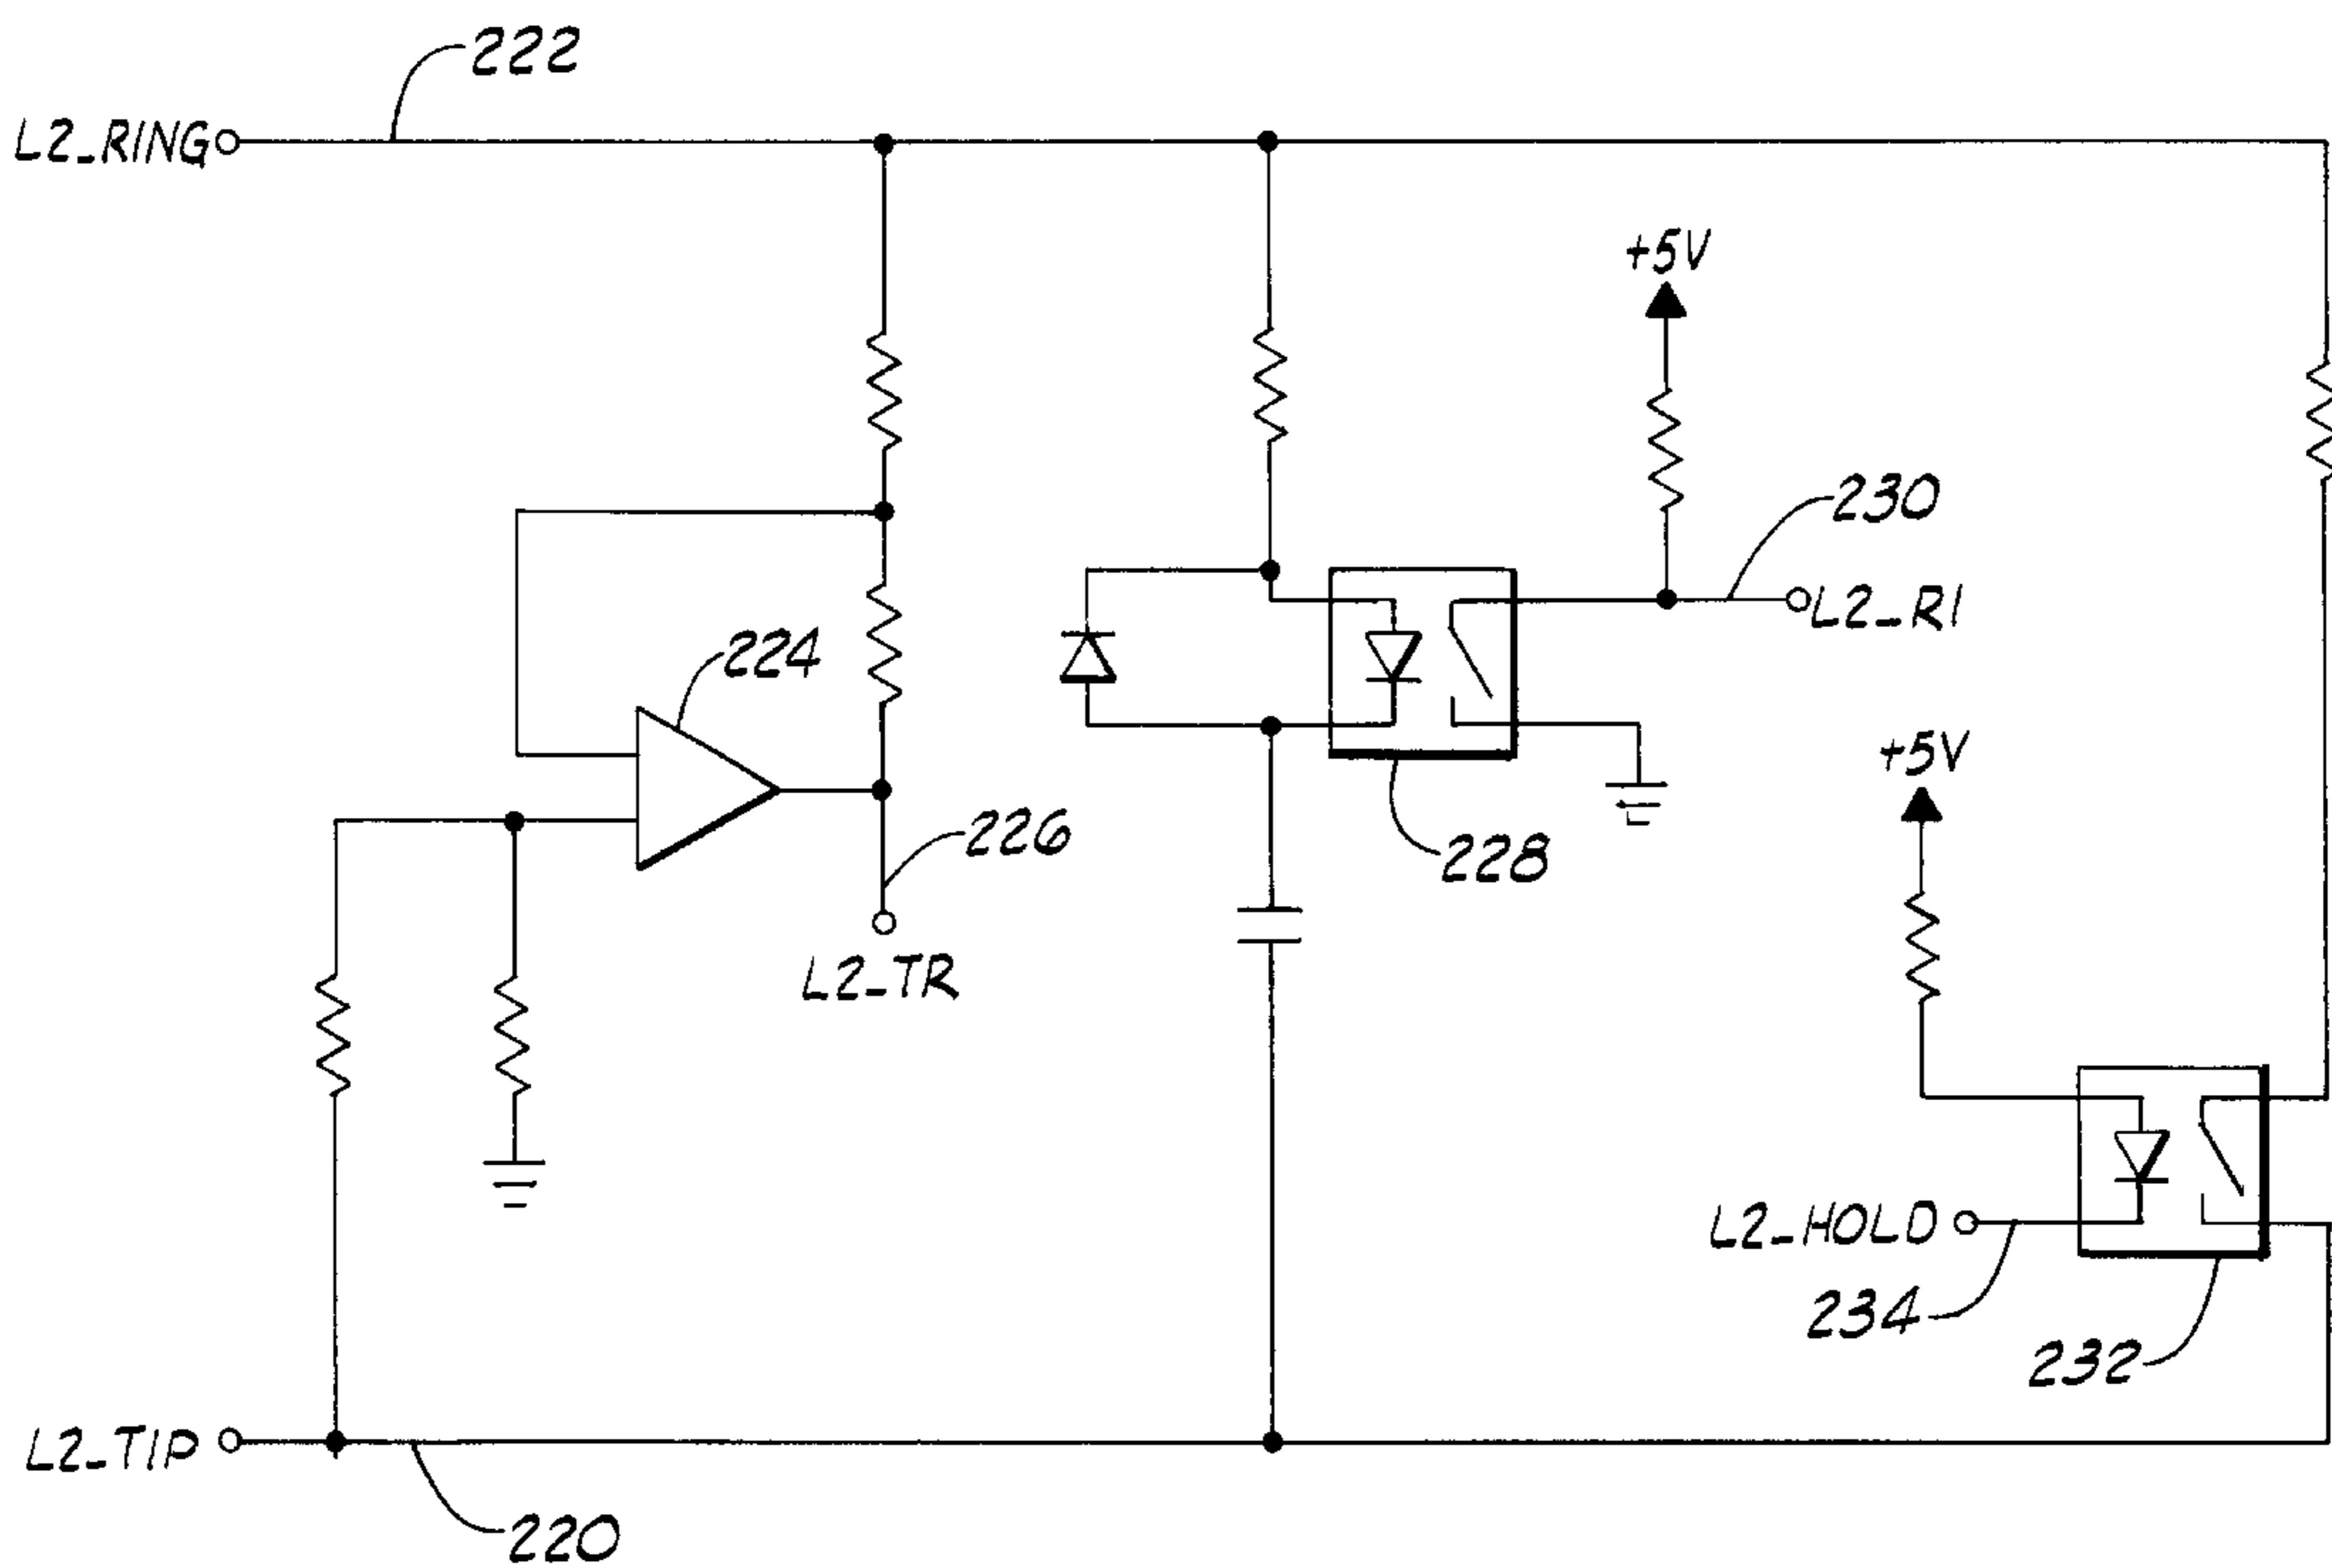 222
L2_RING
+5V
230
L2_RI
224
+5V
226
228
L2_TR
L2_HOLD
234
232
L2_TIP
220